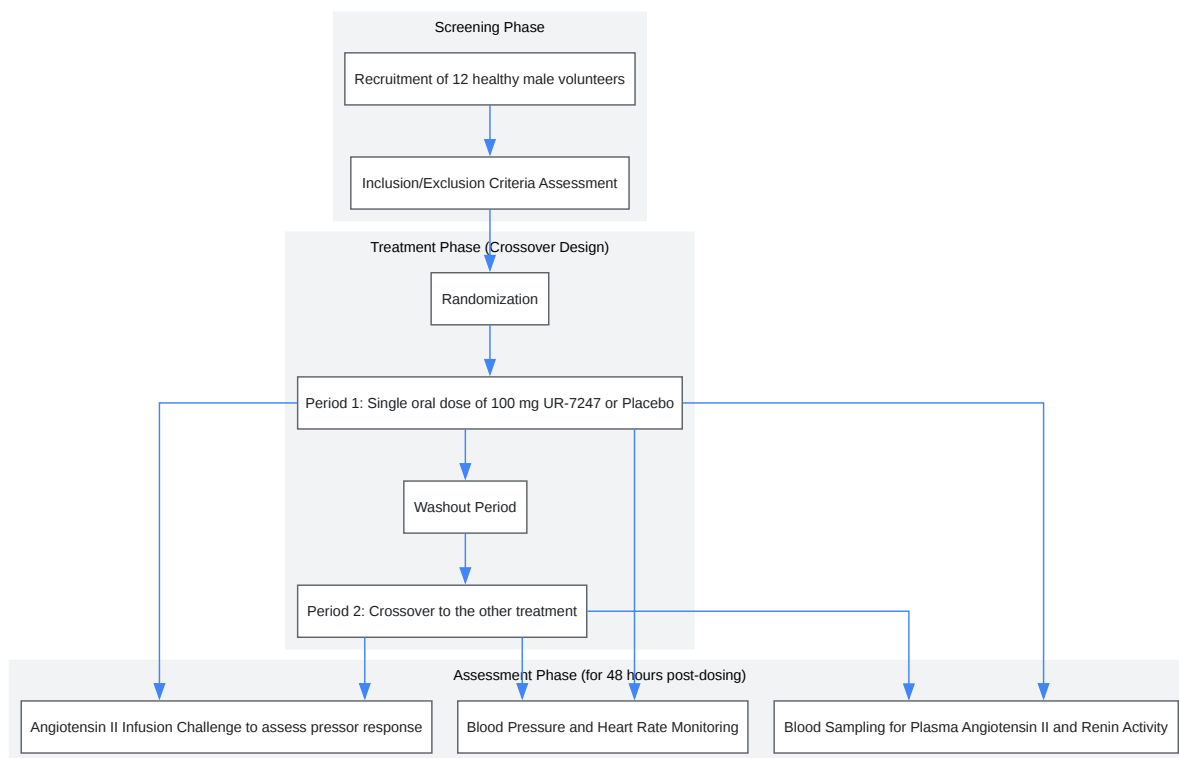 Screening Phase
Recruitment of 12 healthy male volunteers
Inclusion/Exclusion Criteria Assessment
Treatment Phase (Crossover Design)
Randomization
Period 1: Single oral dose of 100 mg UR-7247 or Placebo
Washout Period
Period 2: Crossover to the other treatment
Assessment Phase (for 48 hours post-dosing)
Angiotensin II Infusion Challenge to assess pressor response
Blood Pressure and Heart Rate Monitoring
Blood Sampling for Plasma Angiotensin II and Renin Activity